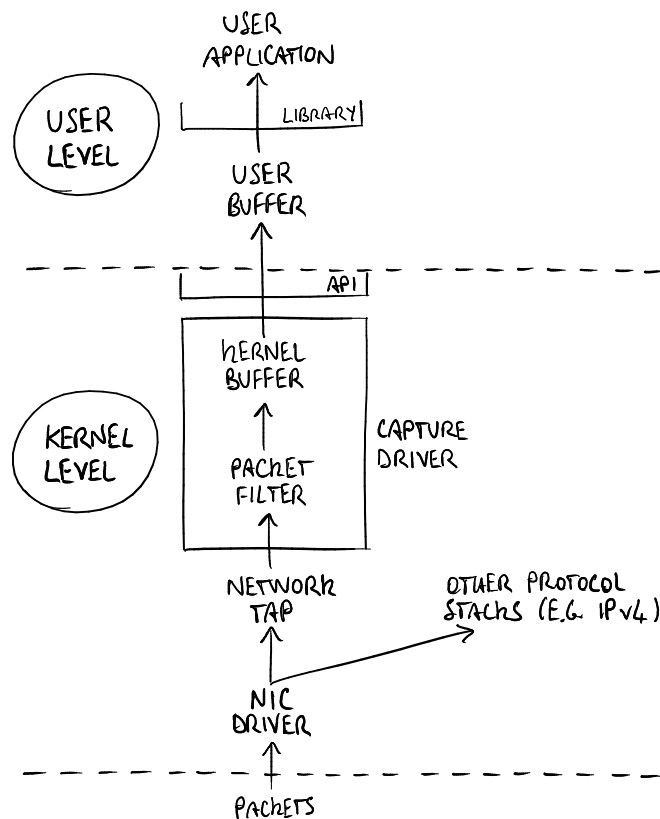 USER
APPLICATION
LIBRARY
USER
LEVEL
USER
BUFFER
API
KERNEL
BUFFER
KERNEL
LEVEL
CAPTURE
DRIVER
PACKET
FILTER
NETWORK
TAP
OTHER PROTOCOL
STACKS (E.G. IPv4)
NIC
DRIVER
PACKETS